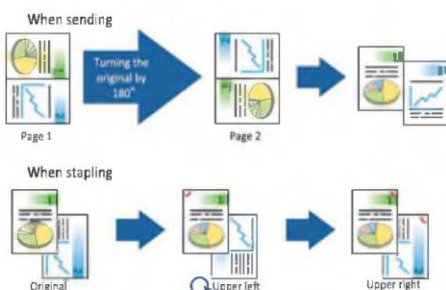 When sending
Turning the
original by
180°
Page 1
Page 2
When stapling
Original
Upper left
Upper right